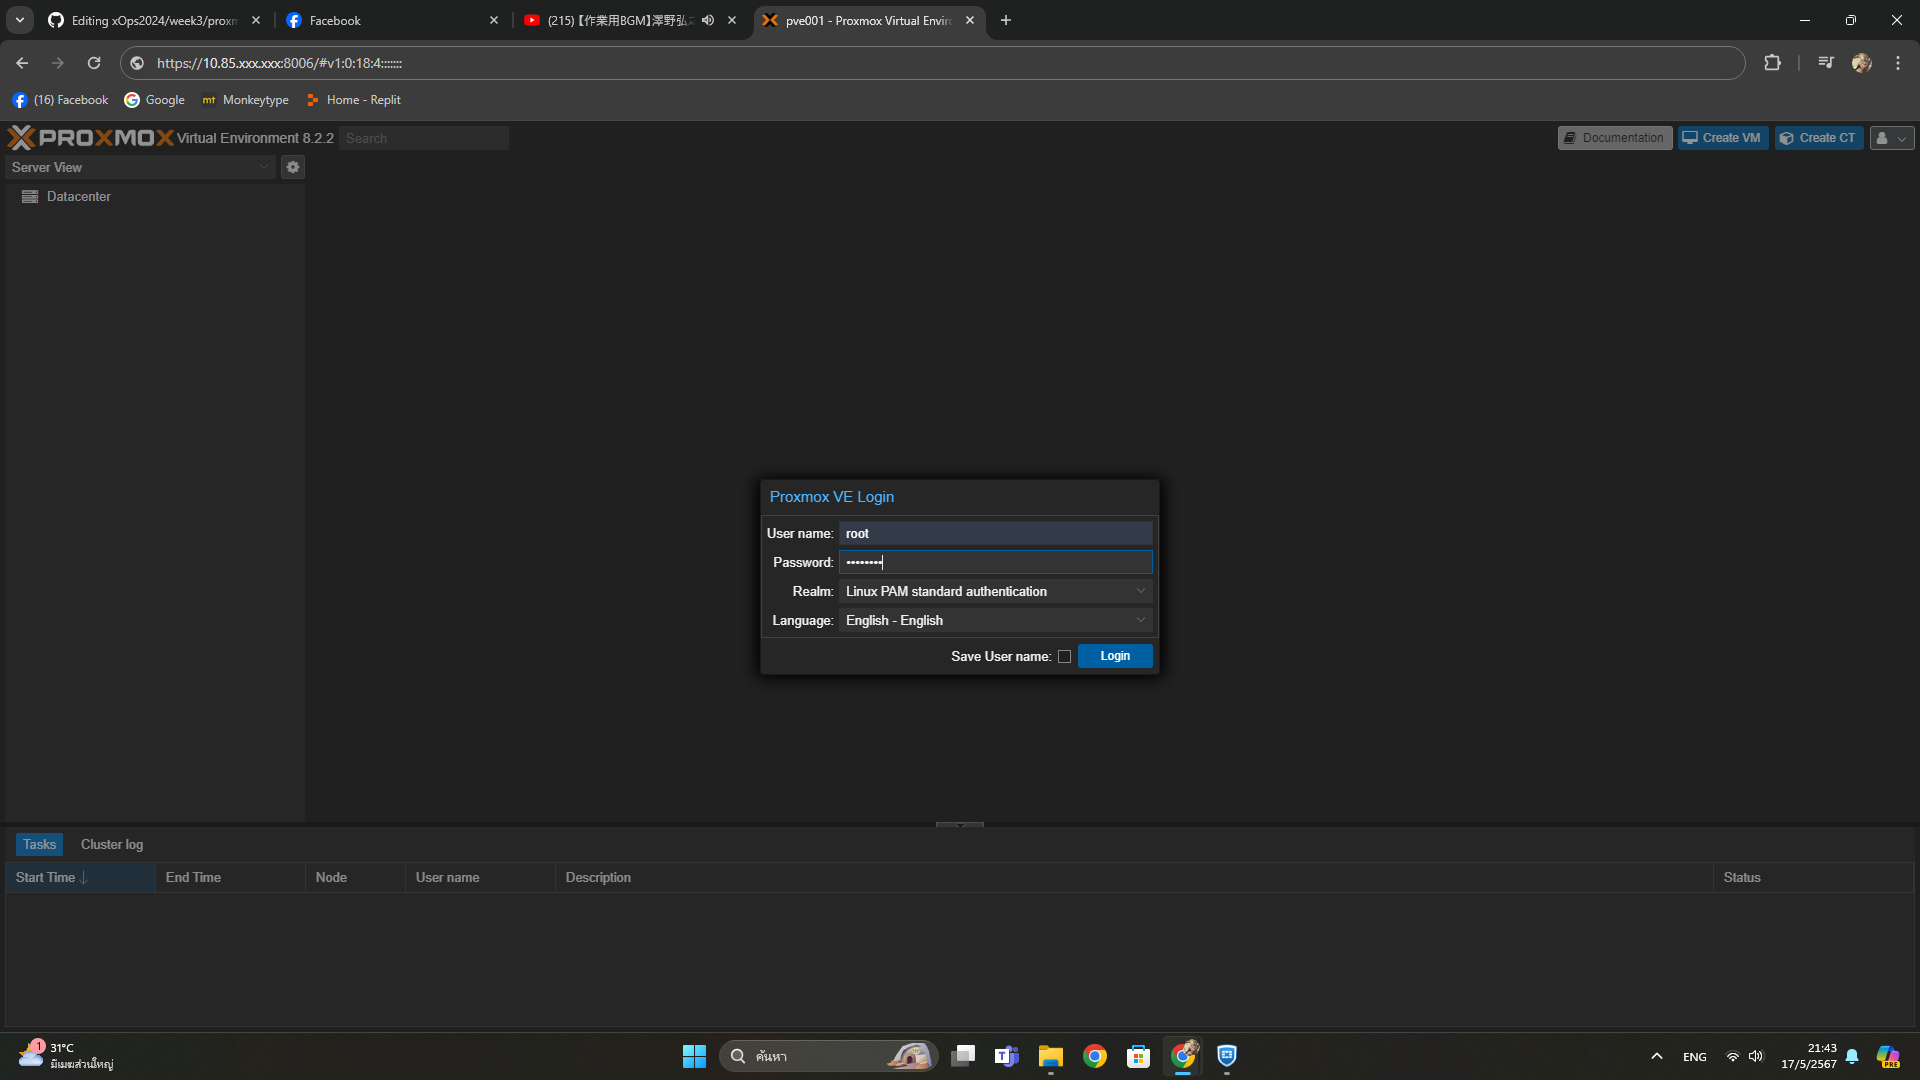 Editing xOps2024/week3/proxm
Facebook
(215)【作業用BGM】澤野弘
pve001 - Proxmox Virtual Enviro
https://10.85.xxx.xxx:8006/#v1:0:18:4:::::::
(16) Facebook
Google
mt Monkeytype
Home - Replit
PROXMOX Virtual Environment 8.2.2
Search
Documentation
Create VM
Create CT
Server View
Datacenter
Proxmox VE Login
User name: root
Password: ••••••••
Realm: Linux PAM standard authentication
Language: English - English
Save User name:
Login
Tasks
Cluster log
Start Time
End Time
Node
User name
Description
Status
1
31°C
มีเมฆส่วนใหญ่
ค้นหา
ENG
21:43
17/5/2567
PRE